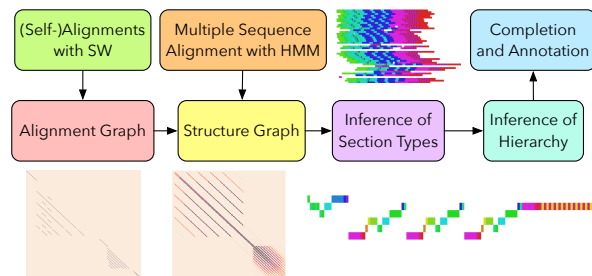 (Self-)Alignments
with SW
Multiple Sequence
Alignment with HMM
Completion
and Annotation
Alignment Graph
Structure Graph
Inference of
Section Types
Inference of
Hierarchy